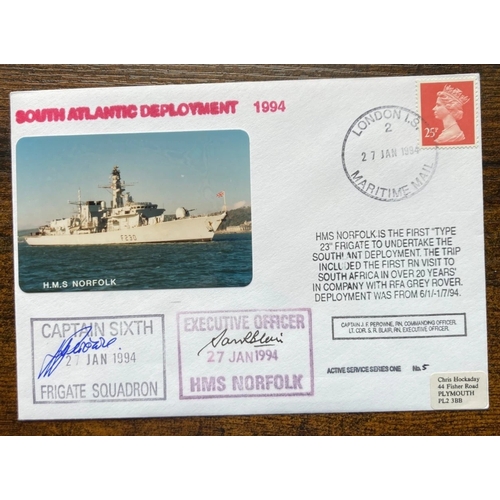 SOUTH ATLANTIC DEPLOYMENT 1994
LONDON I.S.
2
27 JAN 1994
MARITIME MAIL
25P
F230
H.M.S NORFOLK
HMS NORFOLK IS THE FIRST "TYPE
23" FRIGATE TO UNDERTAKE THE
SOUTHLANT DEPLOYMENT. THE TRIP
INCLUDED THE FIRST RN VISIT TO
SOUTH AFRICA IN OVER 20 YEARS'
IN COMPANY WITH RFA GREY ROVER.
DEPLOYMENT WAS FROM 6/1/-1/7/94.
CAPTAIN J. F. PEROWNE, RN, COMMANDING OFFICER,
LT. CDR. S. R. BLAIR, RN, EXECUTIVE OFFICER.
CAPTAIN SIXTH
27 JAN 1994
FRIGATE SQUADRON
EXECUTIVE OFFICER
27 JAN 1994
HMS NORFOLK
ACTIVE SERVICE SERIES ONE No. 5
Chris Hockaday
44 Fisher Road
PLYMOUTH
PL2 3BB